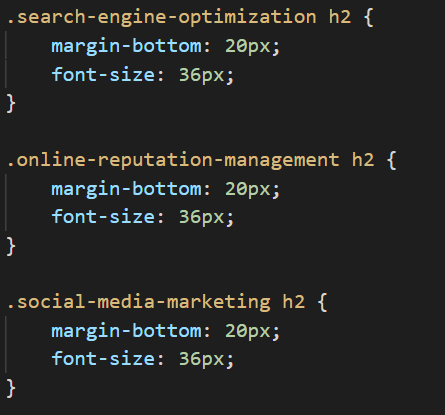 .search-engine-optimization h2 {
    margin-bottom: 20px;
    font-size: 36px;
}

.online-reputation-management h2 {
    margin-bottom: 20px;
    font-size: 36px;
}

.social-media-marketing h2 {
    margin-bottom: 20px;
    font-size: 36px;
}